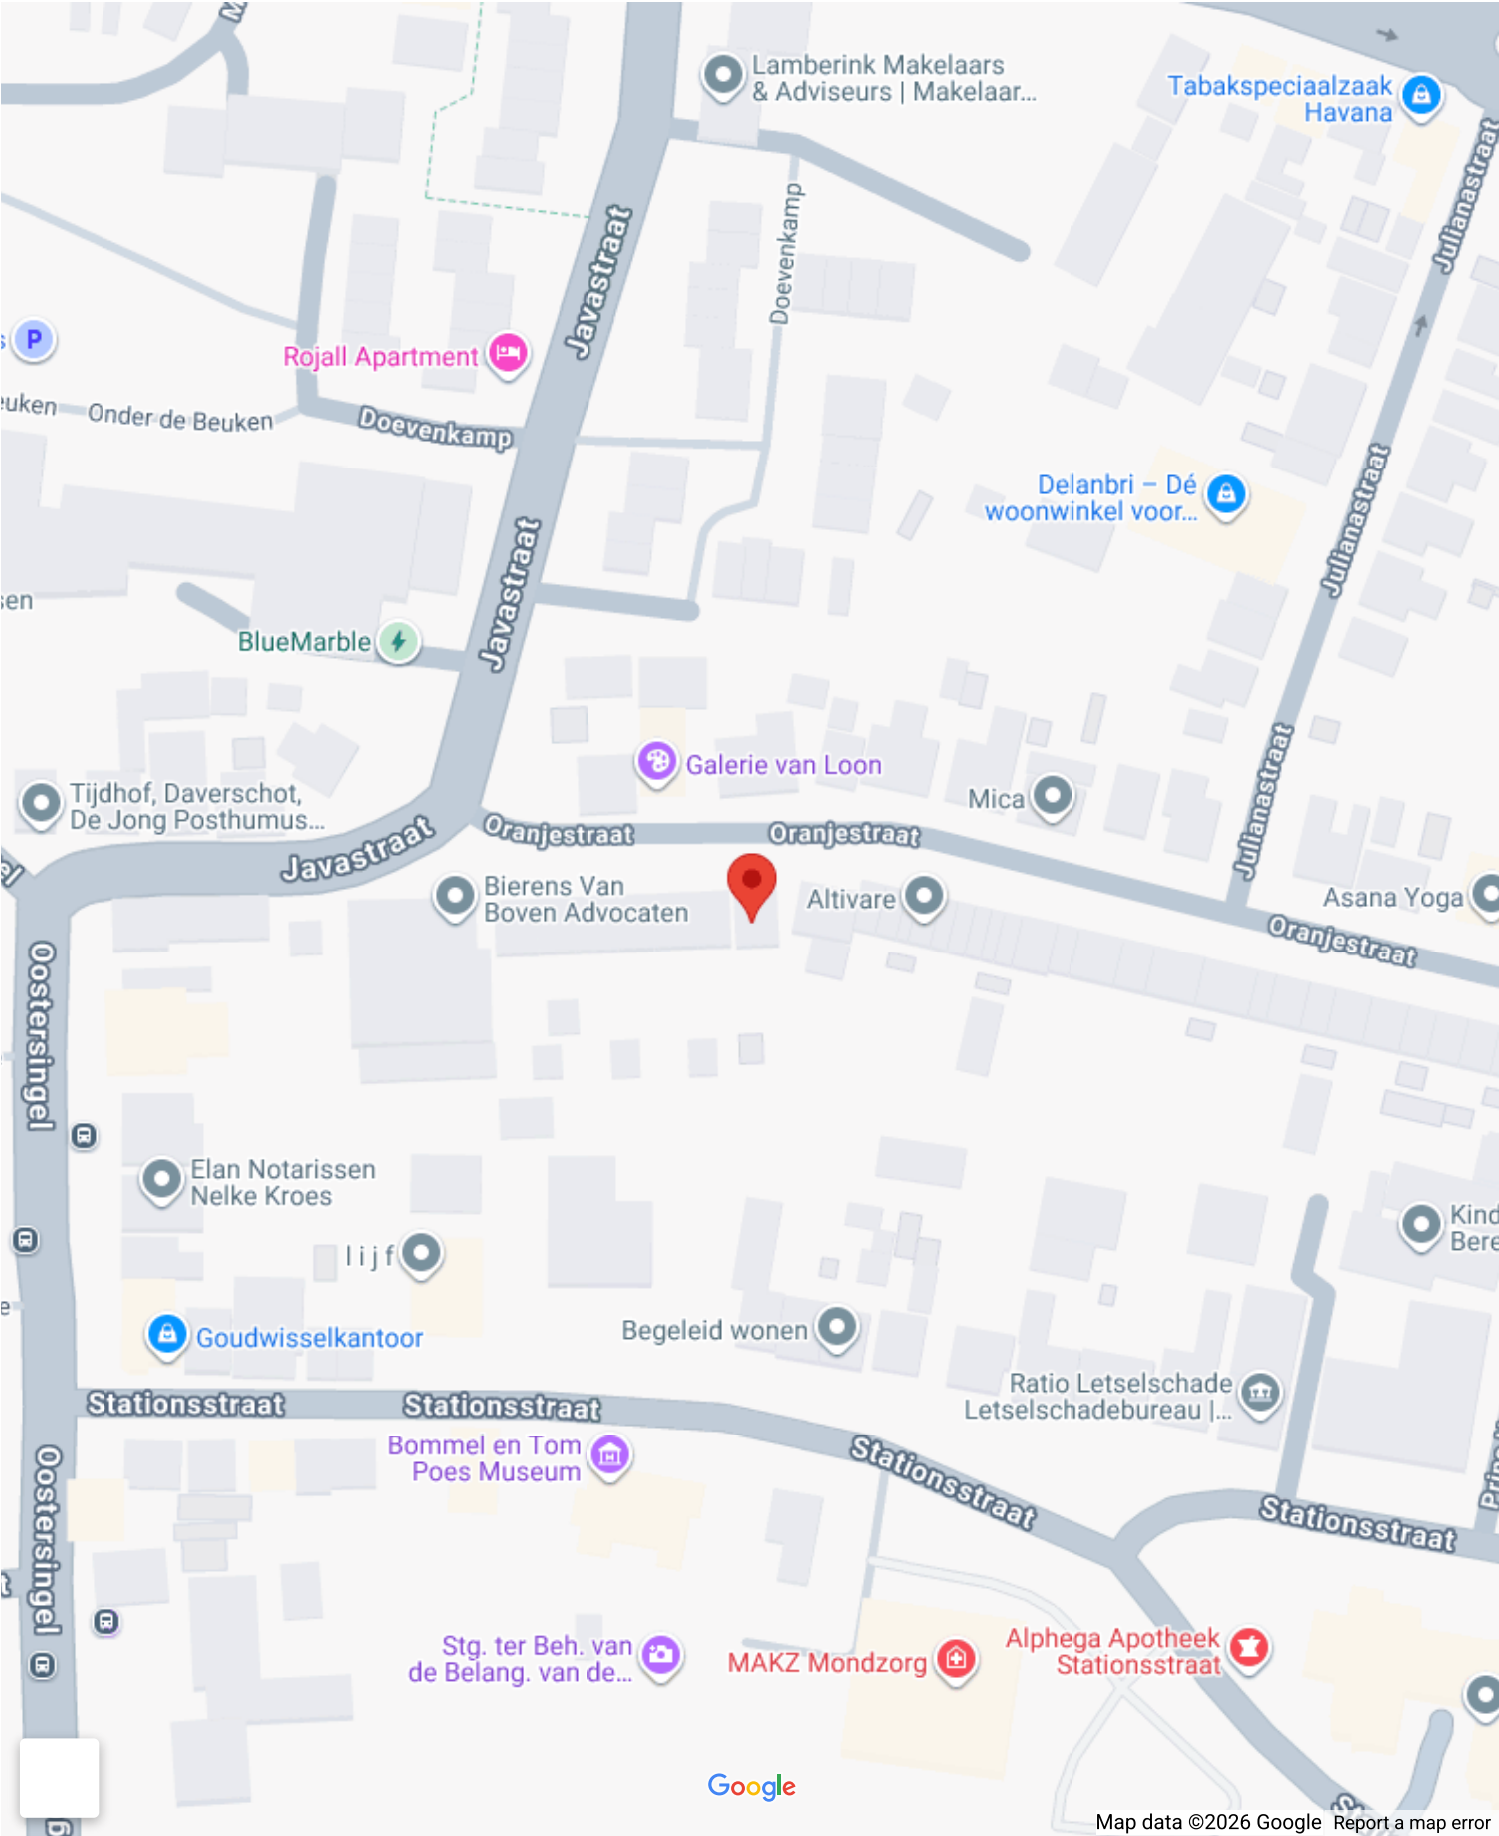 Lamberink Makelaars
& Adviseurs | Makelaar...
Tabakspeciaalzaak
Havana
Julianastraat
Javastraat
Doevenkamp
P
Rojall Apartment
Onder de Beuken
Doevenkamp
Delanbri – Dé
woonwinkel voor...
Julianastraat
Javastraat
BlueMarble
Galerie van Loon
Julianastraat
Mica
Tijdhof, Daverschot,
De Jong Posthumus...
Javastraat
Oranjestraat
Oranjestraat
Bierens Van
Boven Advocaten
Altivare
Asana Yoga
Oranjestraat
Oostersingel
Elan Notarissen
Nelke Kroes
lijf
Kind
Bere
Goudwisselkantoor
Begeleid wonen
Ratio Letselschade
Letselschadebureau |...
Stationsstraat
Stationsstraat
Bommel en Tom
Poes Museum
Stationsstraat
Stationsstraat
Oostersingel
Stg. ter Beh. van
de Belang. van de...
MAKZ Mondzorg
Alphega Apotheek
Stationsstraat
Google
Map data ©2026 Google
Report a map error